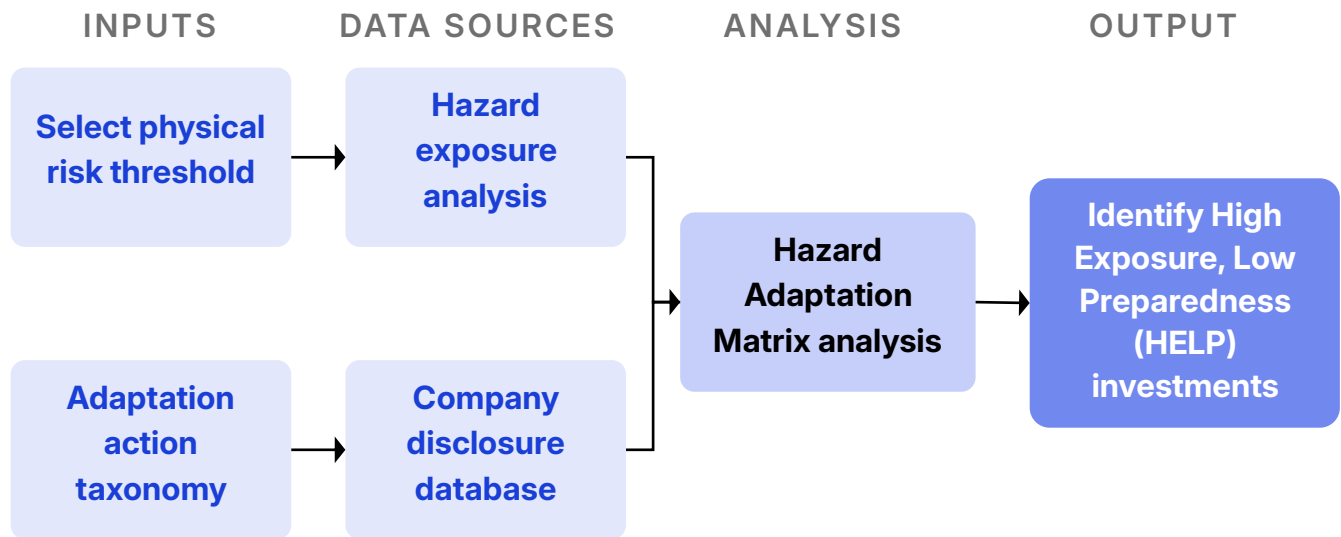 INPUTS
DATA SOURCES
ANALYSIS
OUTPUT
Select physical
risk threshold
Hazard
exposure
analysis
Adaptation
action
taxonomy
Company
disclosure
database
Hazard
Adaptation
Matrix analysis
Identify High
Exposure, Low
Preparedness
(HELP)
investments